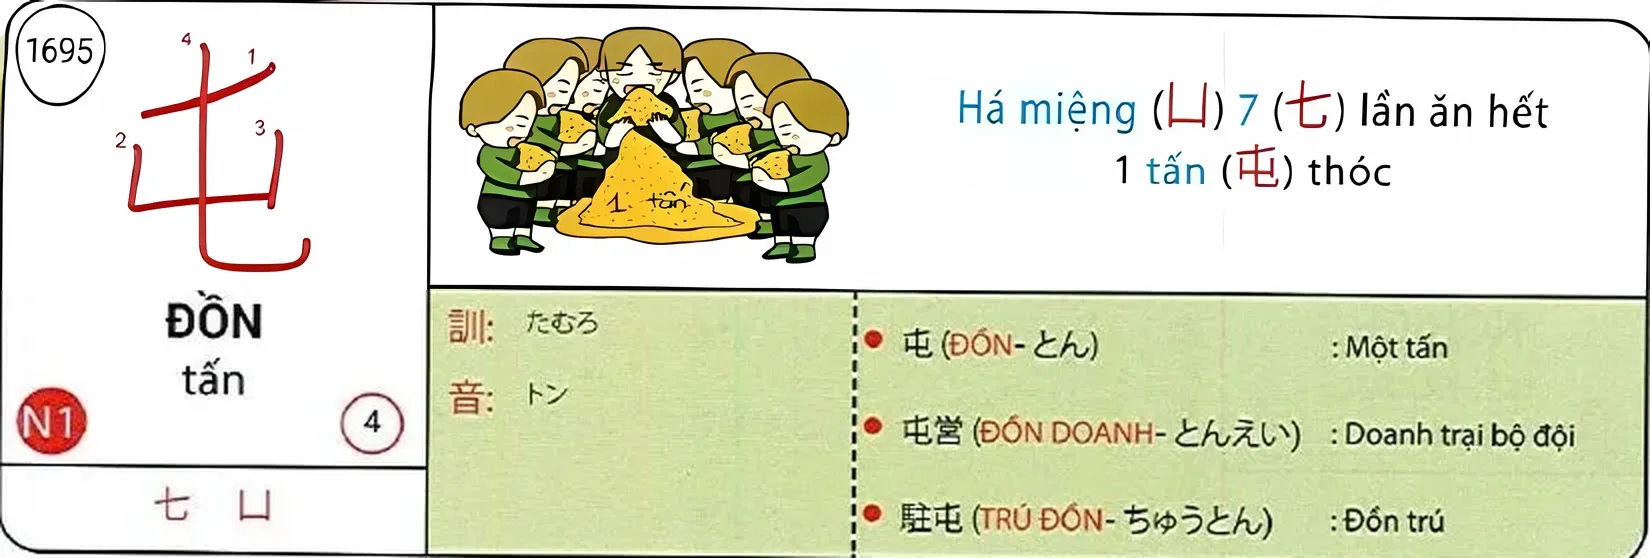 1695
4
1
2
3
屯
ĐỒN
tấn
N1
4
七 凵
1 tấn
Há miệng (凵) 7 (七) lần ăn hết
1 tấn (屯) thóc
訓: たむろ
音: トン
屯 (ĐỒN- とん) : Một tấn
屯営 (ĐỒN DOANH- とんえい) : Doanh trại bộ đội
駐屯 (TRÚ ĐỒN- ちゅうとん) : Đồn trú